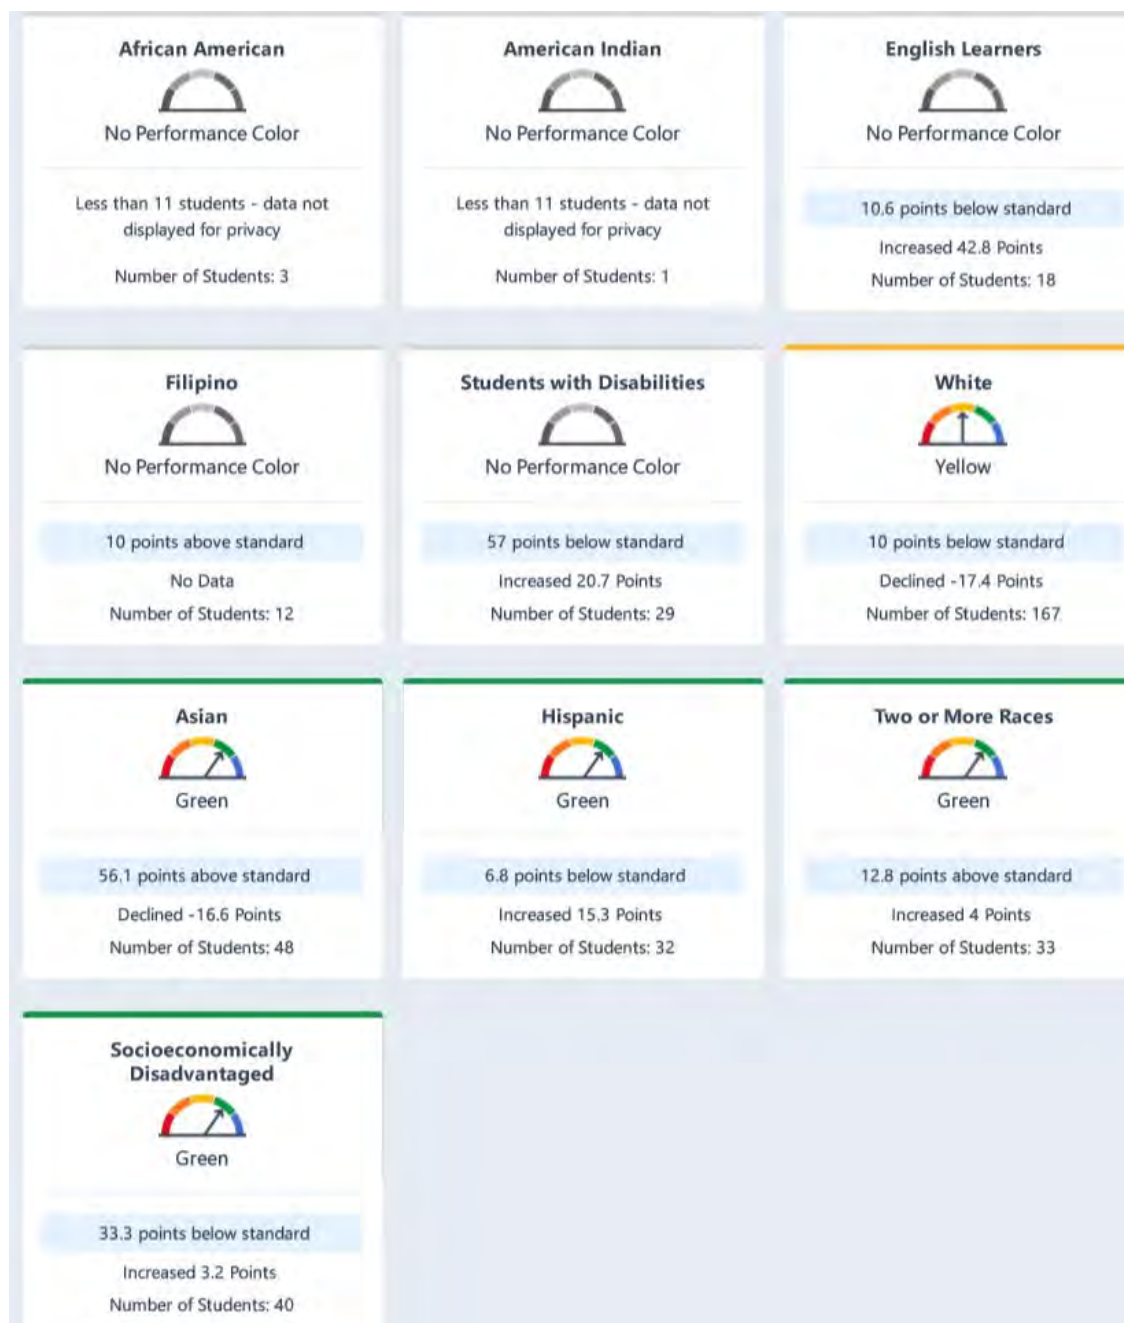 African American
No Performance Color
Less than 11 students - data not
displayed for privacy
Number of Students: 3
American Indian
No Performance Color
Less than 11 students - data not
displayed for privacy
Number of Students: 1
English Learners
No Performance Color
10.6 points below standard
Increased 42.8 Points
Number of Students: 18
Filipino
No Performance Color
10 points above standard
No Data
Number of Students: 12
Students with Disabilities
No Performance Color
57 points below standard
Increased 20.7 Points
Number of Students: 29
White
Yellow
10 points below standard
Declined -17.4 Points
Number of Students: 167
Asian
Green
56.1 points above standard
Declined -16.6 Points
Number of Students: 48
Hispanic
Green
6.8 points below standard
Increased 15.3 Points
Number of Students: 32
Two or More Races
Green
12.8 points above standard
Increased 4 Points
Number of Students: 33
Socioeconomically
Disadvantaged
Green
33.3 points below standard
Increased 3.2 Points
Number of Students: 40